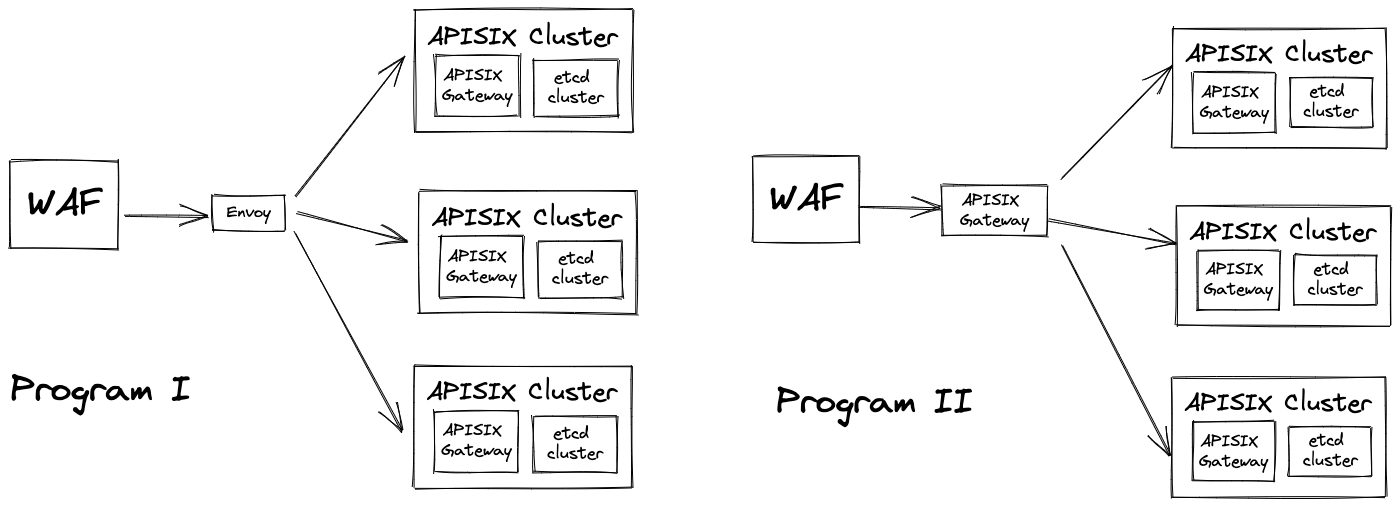 APISIX Cluster
APISIX
Gateway
etcd
cluster
WAF
Envoy
APISIX Cluster
APISIX
Gateway
etcd
cluster
Program I
APISIX Cluster
APISIX
Gateway
etcd
cluster
APISIX Cluster
APISIX
Gateway
etcd
cluster
WAF
APISIX
Gateway
APISIX Cluster
APISIX
Gateway
etcd
cluster
Program II
APISIX Cluster
APISIX
Gateway
etcd
cluster